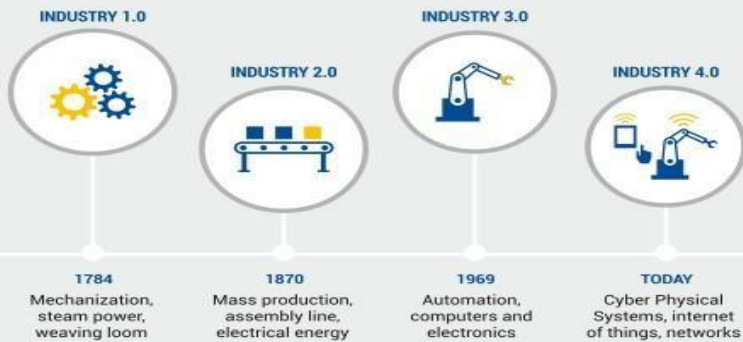 INDUSTRY 1.0
INDUSTRY 2.0
INDUSTRY 3.0
INDUSTRY 4.0
1784
Mechanization,
steam power,
weaving loom
1870
Mass production,
assembly line,
electrical energy
1969
Automation,
computers and
electronics
TODAY
Cyber Physical
Systems, internet
of things, networks